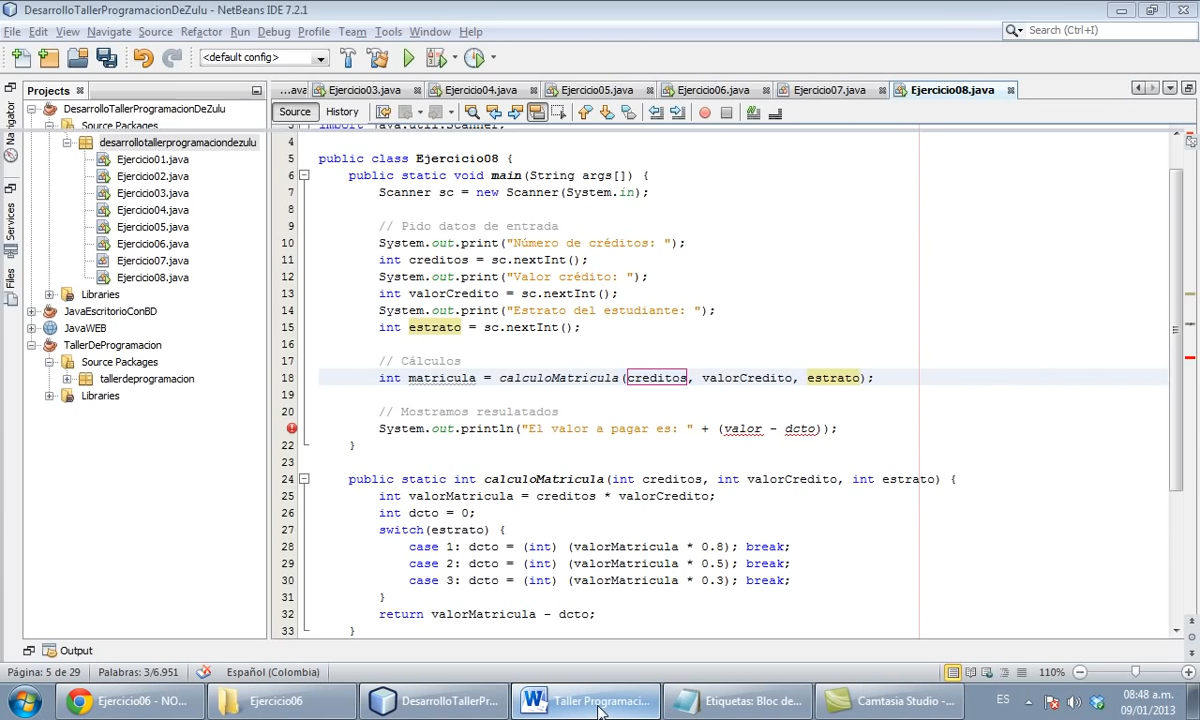 DesarrolloTallerProgramacionDeZulu - NetBeans IDE 7.2.1
File Edit View Navigate Source Refactor Run Debug Profile Team Tools Window Help
Search (Ctrl+I)
<default config>
Projects
...ava Ejercicio03.java Ejercicio04.java Ejercicio05.java Ejercicio06.java Ejercicio07.java Ejercicio08.java
Source History
Navigator
Services
Files
DesarrolloTallerProgramacionDeZulu
Source Packages
desarrollotallerprogramaciondezulu
Ejercicio01.java
Ejercicio02.java
Ejercicio03.java
Ejercicio04.java
Ejercicio05.java
Ejercicio06.java
Ejercicio07.java
Ejercicio08.java
Libraries
JavaEscritorioConBD
JavaWEB
TallerDeProgramacion
Source Packages
tallerdeprogramacion
Libraries
3 import java.util.Scanner;
4
5 public class Ejercicio08 {
6 public static void main(String args[]) {
7 Scanner sc = new Scanner(System.in);
8
9 // Pido datos de entrada
10 System.out.print("Número de créditos: ");
11 int creditos = sc.nextInt();
12 System.out.print("Valor crédito: ");
13 int valorCredito = sc.nextInt();
14 System.out.print("Estrato del estudiante: ");
15 int estrato = sc.nextInt();
16
17 // Cálculos
18 int matricula = calculoMatricula(creditos, valorCredito, estrato);
19
20 // Mostramos resulatados
System.out.println("El valor a pagar es: " + (valor - dcto));
22 }
23
24 public static int calculoMatricula(int creditos, int valorCredito, int estrato) {
25 int valorMatricula = creditos * valorCredito;
26 int dcto = 0;
27 switch(estrato) {
28 case 1: dcto = (int) (valorMatricula * 0.8); break;
29 case 2: dcto = (int) (valorMatricula * 0.5); break;
30 case 3: dcto = (int) (valorMatricula * 0.3); break;
31 }
32 return valorMatricula - dcto;
33 }
Output
Página: 5 de 29 Palabras: 3/6.951 Español (Colombia) 110%
Ejercicio06 - NO... Ejercicio06 DesarrolloTallerPr... Taller Programaci... Etiquetas: Bloc de... Camtasia Studio -... ES 08:48 a.m.
09/01/2013